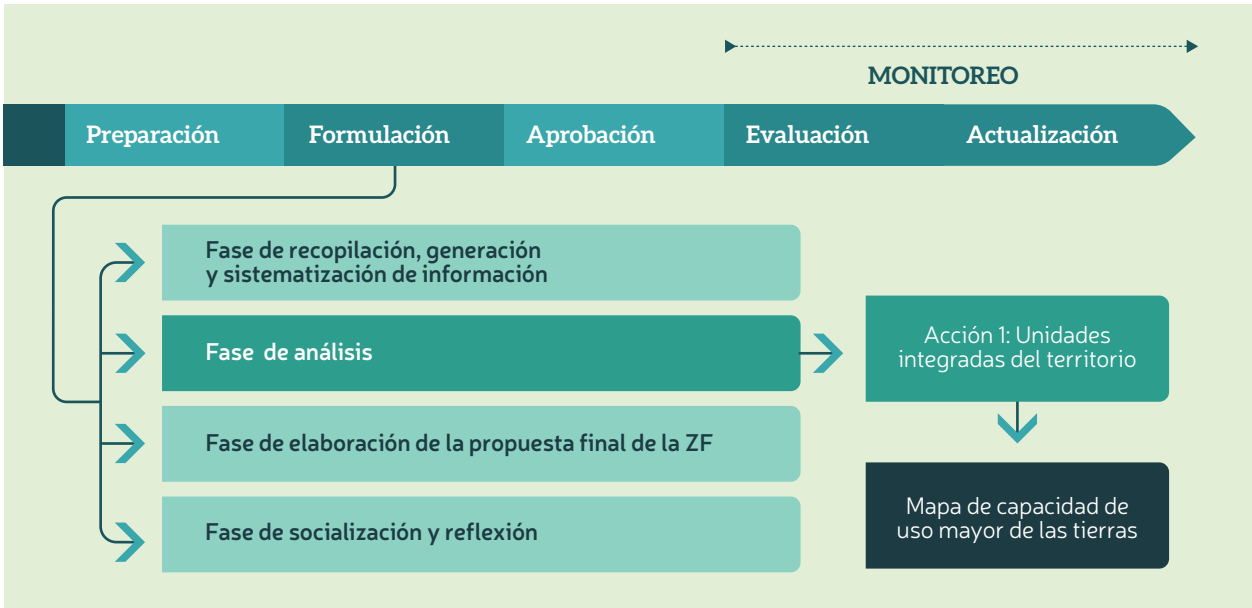 MONITOREO
Preparación
Formulación
Aprobación
Evaluación
Actualización
Fase de recopilación, generación
y sistematización de información
Fase de análisis
Fase de elaboración de la propuesta final de la ZF
Fase de socialización y reflexión
Acción 1: Unidades
integradas del territorio
Mapa de capacidad de
uso mayor de las tierras